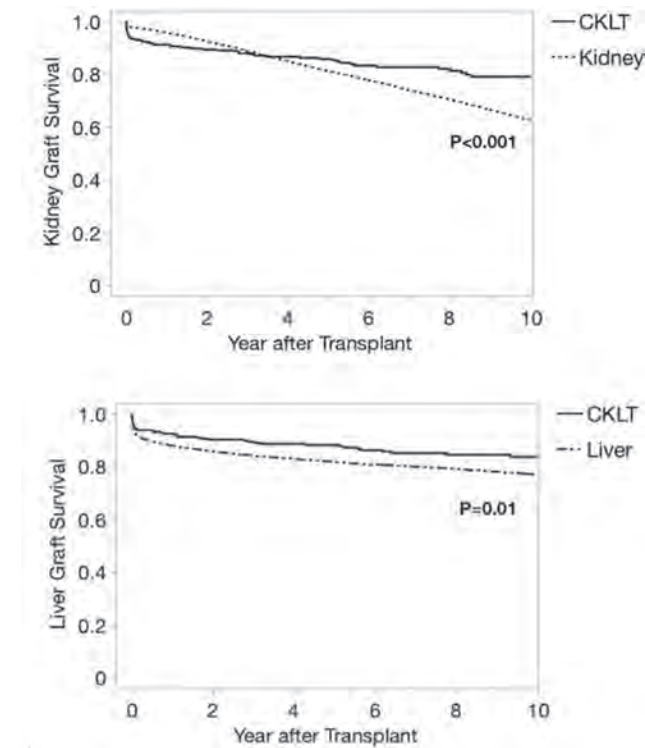 CKLT
Kidney
Kidney Graft Survival
1.0
0.8
0.6
0.4
0.2
0
P<0.001
0 2 4 6 8 10
Year after Transplant
CKLT
Liver
Liver Graft Survival
1.0
0.8
0.6
0.4
0.2
0
P=0.01
0 2 4 6 8 10
Year after Transplant